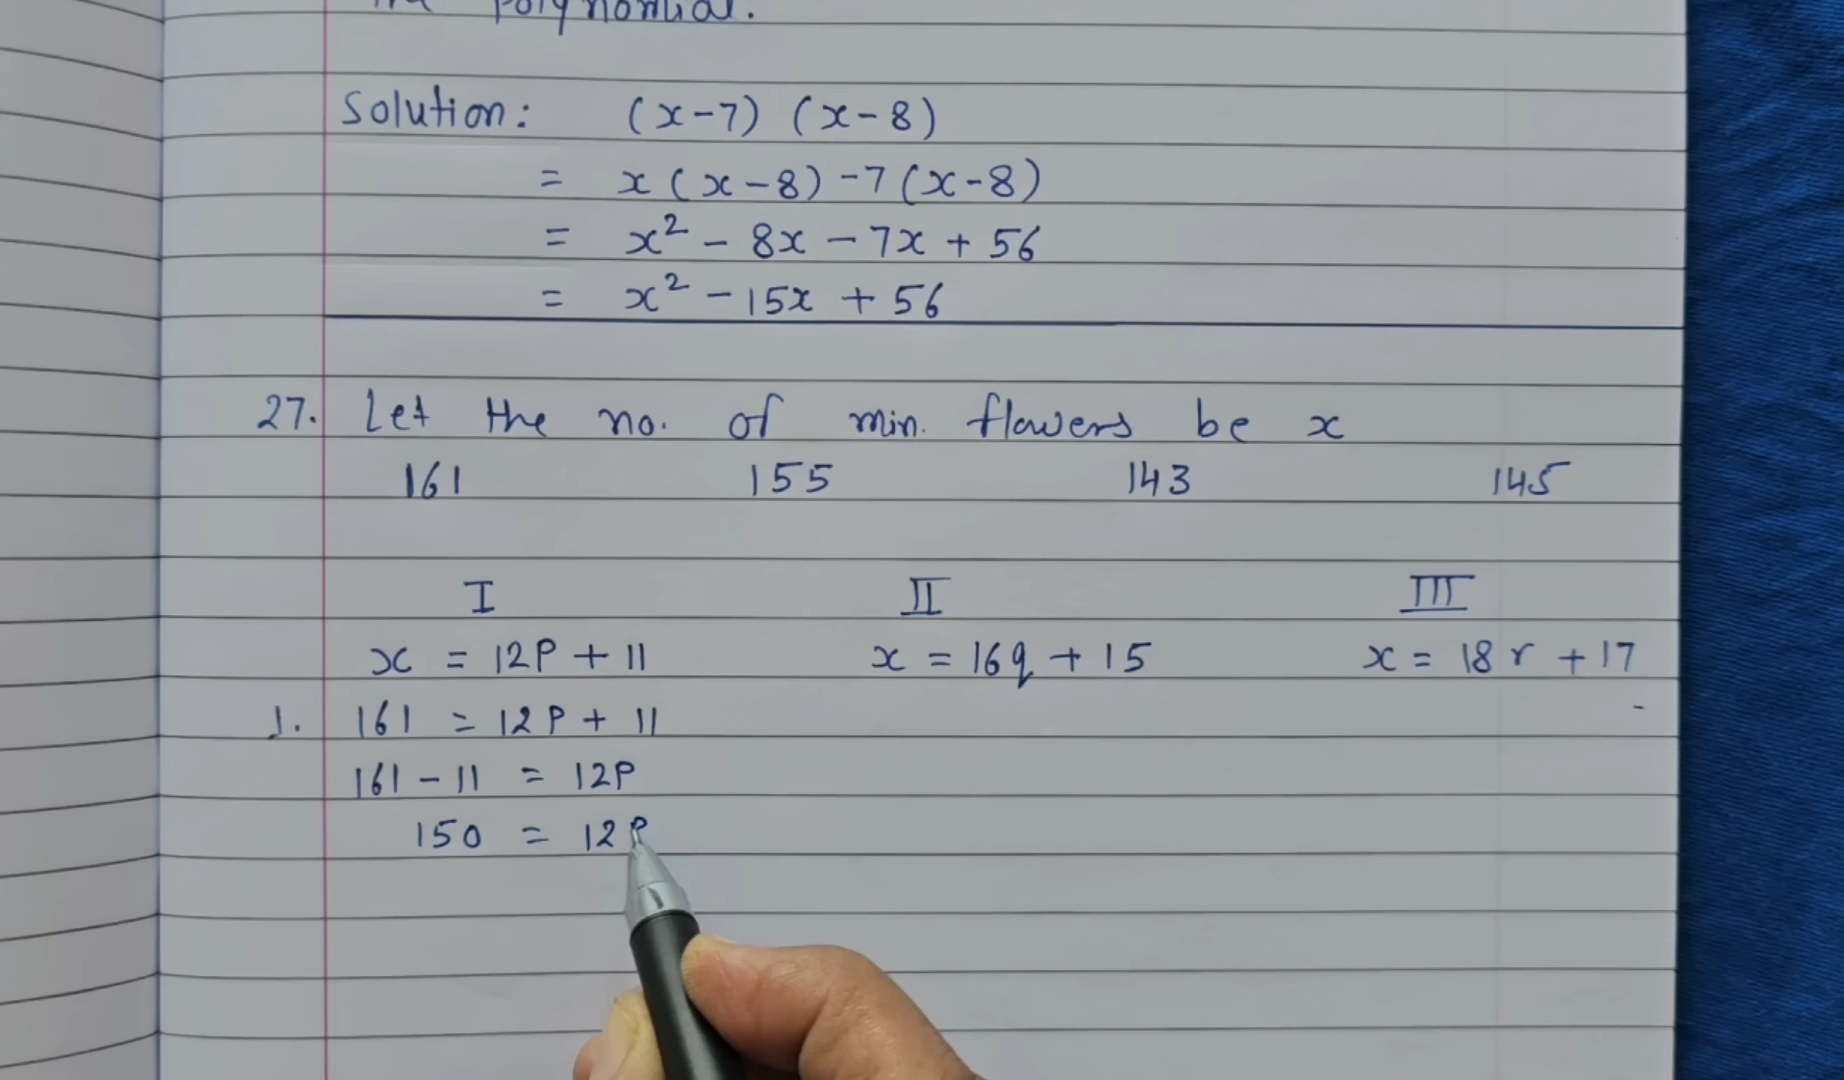 polynomial.
Solution: (x-7) (x-8)
= x(x-8) -7(x-8)
= x² - 8x - 7x + 56
= x² - 15x + 56
27. Let the no. of min. flowers be x
161 155 143 145
I II III
x = 12P + 11 x = 16q + 15 x = 18r + 17
1. 161 = 12P + 11
161 - 11 = 12P
150 = 12P